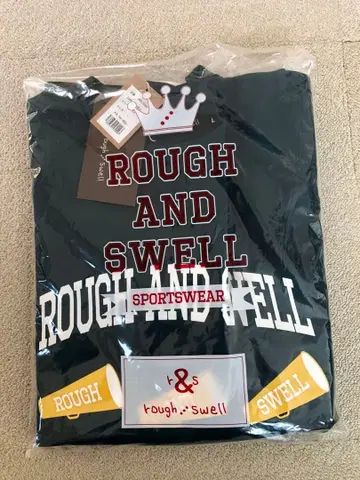 L
ROUGH
AND
SWELL
SPORTSWEAR
ROUGH AND SWELL
ROUGH
SWELL
r&s
rough & swell